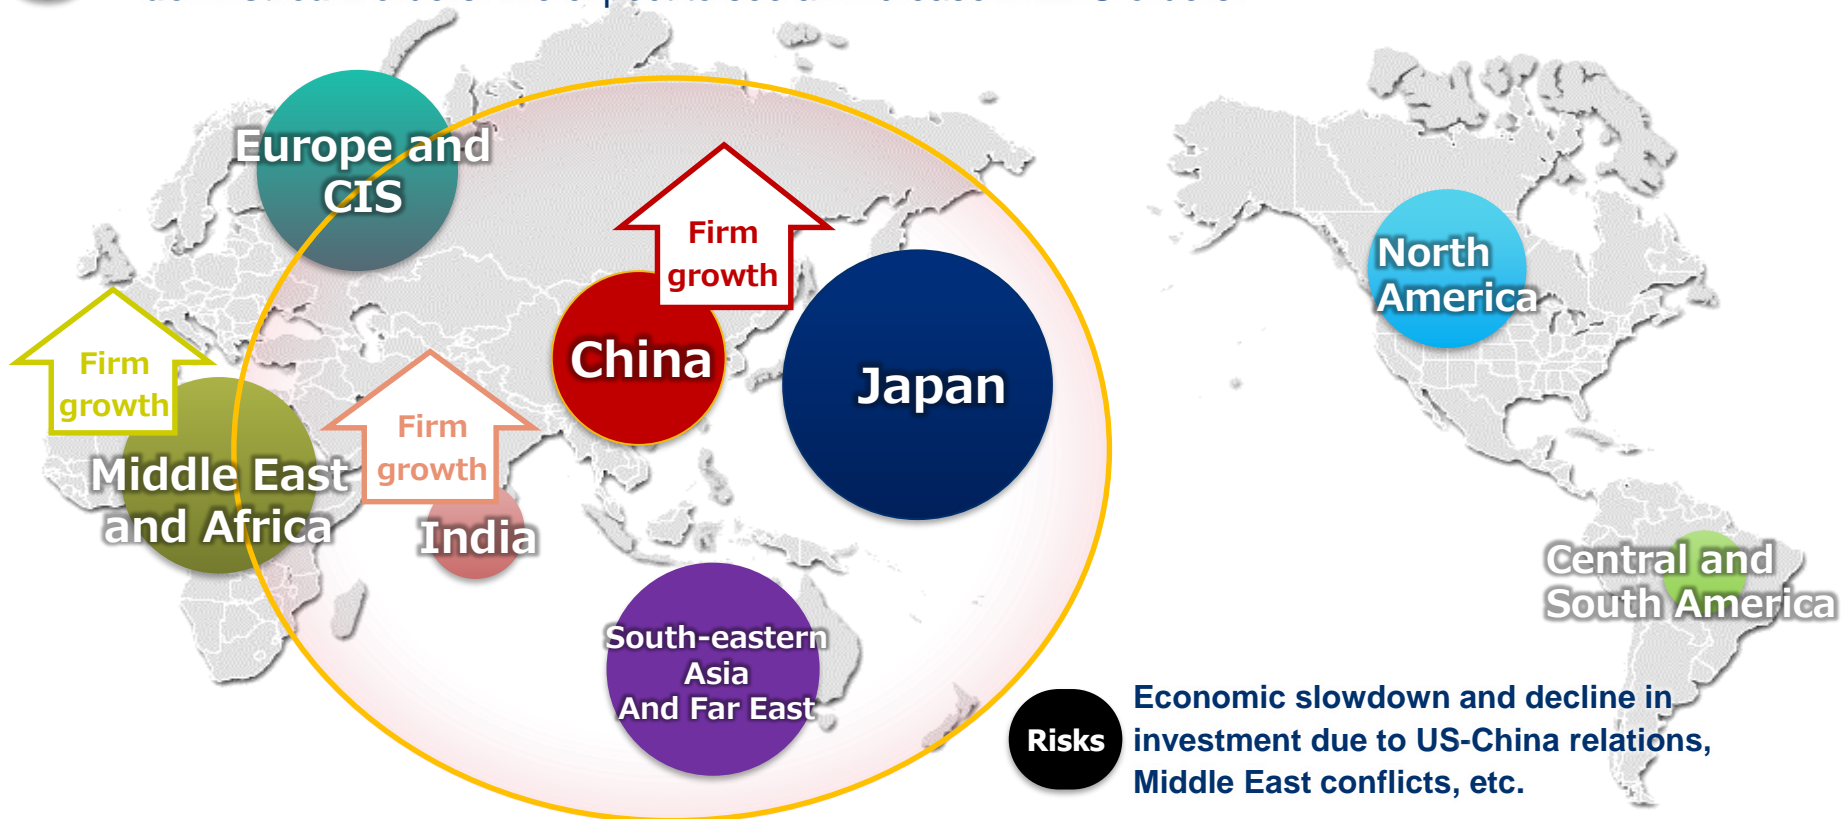 Europe and
CIS
Firm
growth
North
America
Firm
growth
China
Japan
Firm
growth
Middle East
and Africa
India
Central and
South America
South-eastern
Asia
And Far East
Risks
Economic slowdown and decline in
investment due to US-China relations,
Middle East conflicts, etc.